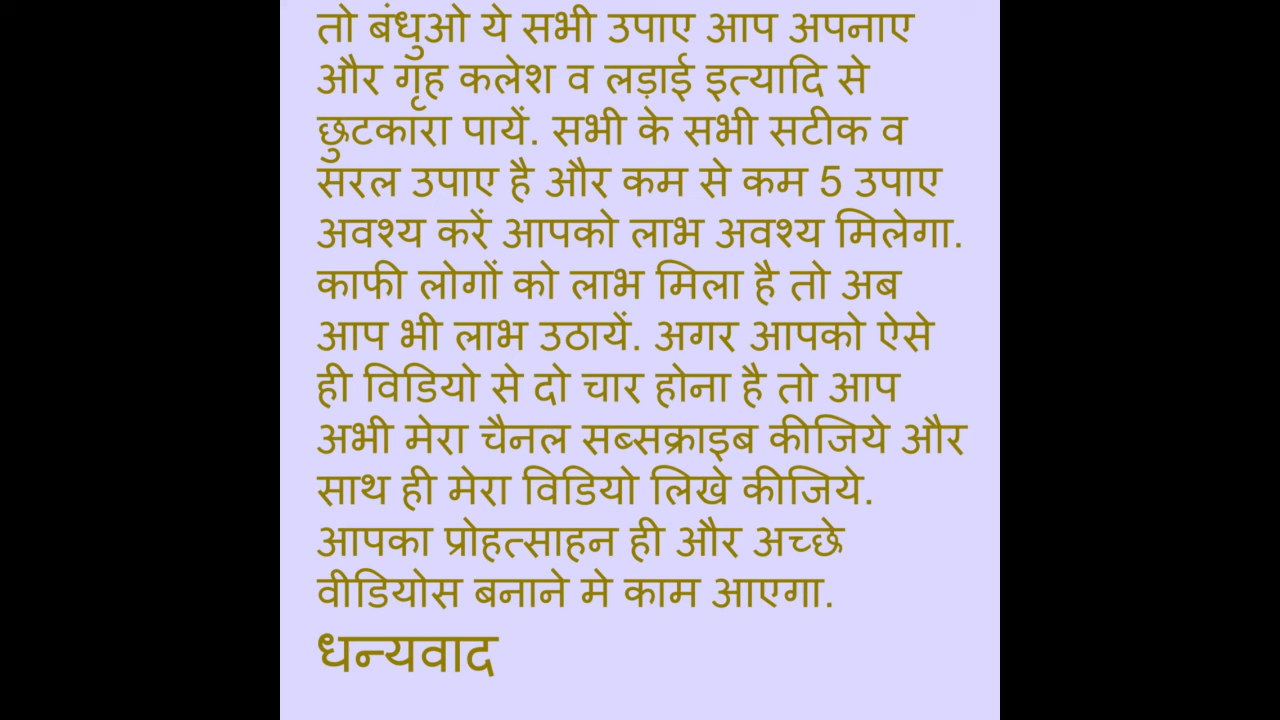 तो बंधुओ ये सभी उपाए आप अपनाए
और गृह कलेश व लड़ाई इत्यादि से
छुटकारा पायें. सभी के सभी सटीक व
सरल उपाए है और कम से कम 5 उपाए
अवश्य करें आपको लाभ अवश्य मिलेगा.
काफी लोगों को लाभ मिला है तो अब
आप भी लाभ उठायें. अगर आपको ऐसे
ही विडियो से दो चार होना है तो आप
अभी मेरा चैनल सब्सक्राइब कीजिये और
साथ ही मेरा विडियो लिखे कीजिये.
आपका प्रोहत्साहन ही और अच्छे
वीडियोस बनाने मे काम आएगा.
धन्यवाद